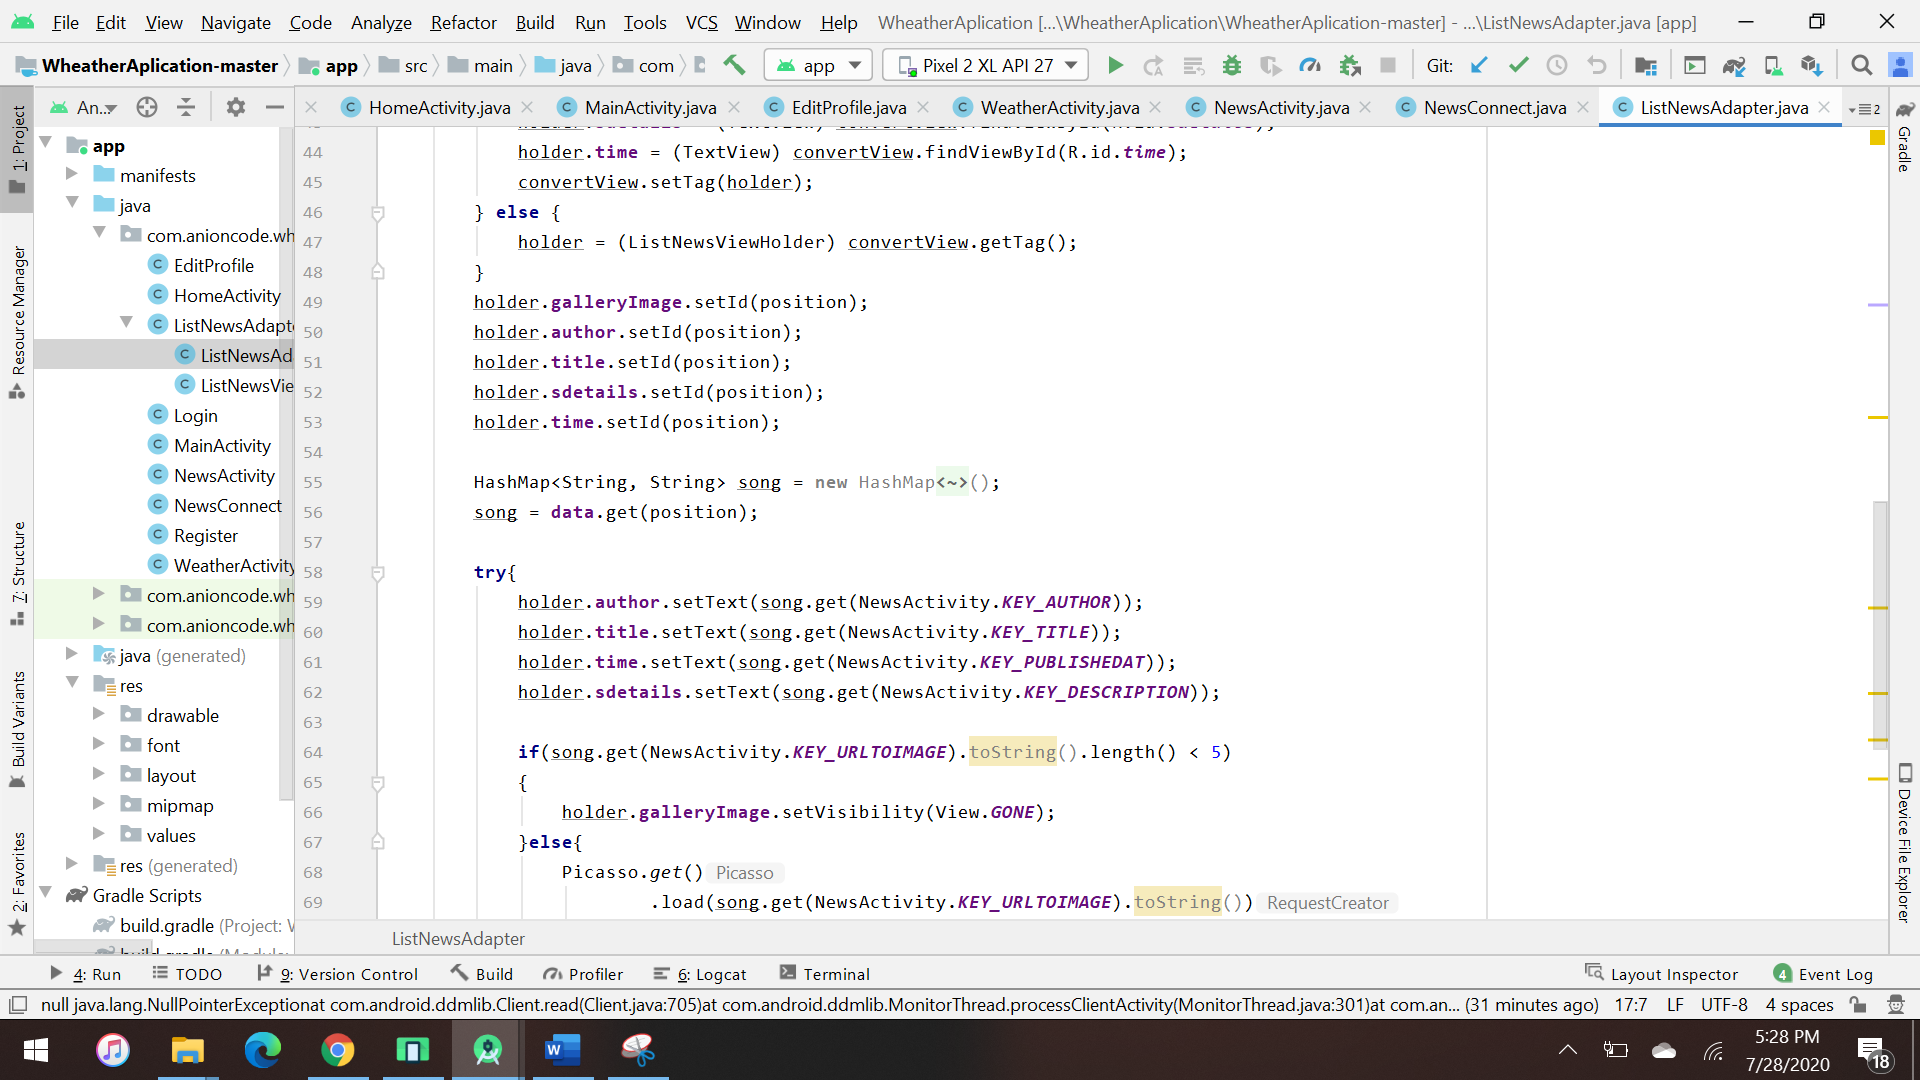 File Edit View Navigate Code Analyze Refactor Build Run Tools VCS Window Help WheatherAplication [...\WheatherAplication\WheatherAplication-master] - ...\ListNewsAdapter.java [app]
WheatherAplication-master app src main java com app Pixel 2 XL API 27 Git:
An... HomeActivity.java MainActivity.java EditProfile.java WeatherActivity.java NewsActivity.java NewsConnect.java ListNewsAdapter.java 2
1: Project
Resource Manager
7: Structure
Build Variants
2: Favorites
app
manifests
java
com.anioncode.wh
EditProfile
HomeActivity
ListNewsAdapt
ListNewsAd
ListNewsVie
Login
MainActivity
NewsActivity
NewsConnect
Register
WeatherActivity
com.anioncode.wh
com.anioncode.wh
java (generated)
res
drawable
font
layout
mipmap
values
res (generated)
Gradle Scripts
build.gradle (Project: W
44 holder.time = (TextView) convertView.findViewById(R.id.time);
45 convertView.setTag(holder);
46 } else {
47 holder = (ListNewsViewHolder) convertView.getTag();
48 }
49 holder.galleryImage.setId(position);
50 holder.author.setId(position);
51 holder.title.setId(position);
52 holder.sdetails.setId(position);
53 holder.time.setId(position);
54
55 HashMap<String, String> song = new HashMap<~>();
56 song = data.get(position);
57
58 try{
59 holder.author.setText(song.get(NewsActivity.KEY_AUTHOR));
60 holder.title.setText(song.get(NewsActivity.KEY_TITLE));
61 holder.time.setText(song.get(NewsActivity.KEY_PUBLISHEDAT));
62 holder.sdetails.setText(song.get(NewsActivity.KEY_DESCRIPTION));
63
64 if(song.get(NewsActivity.KEY_URLTOIMAGE).toString().length() < 5)
65 {
66 holder.galleryImage.setVisibility(View.GONE);
67 }else{
68 Picasso.get() Picasso
69 .load(song.get(NewsActivity.KEY_URLTOIMAGE).toString()) RequestCreator
ListNewsAdapter
Gradle
Device File Explorer
4: Run TODO 9: Version Control Build Profiler 6: Logcat Terminal Layout Inspector 4 Event Log
null java.lang.NullPointerExceptionat com.android.ddmlib.Client.read(Client.java:705)at com.android.ddmlib.MonitorThread.processClientActivity(MonitorThread.java:301)at com.an... (31 minutes ago) 17:7 LF UTF-8 4 spaces
5:28 PM
7/28/2020
18